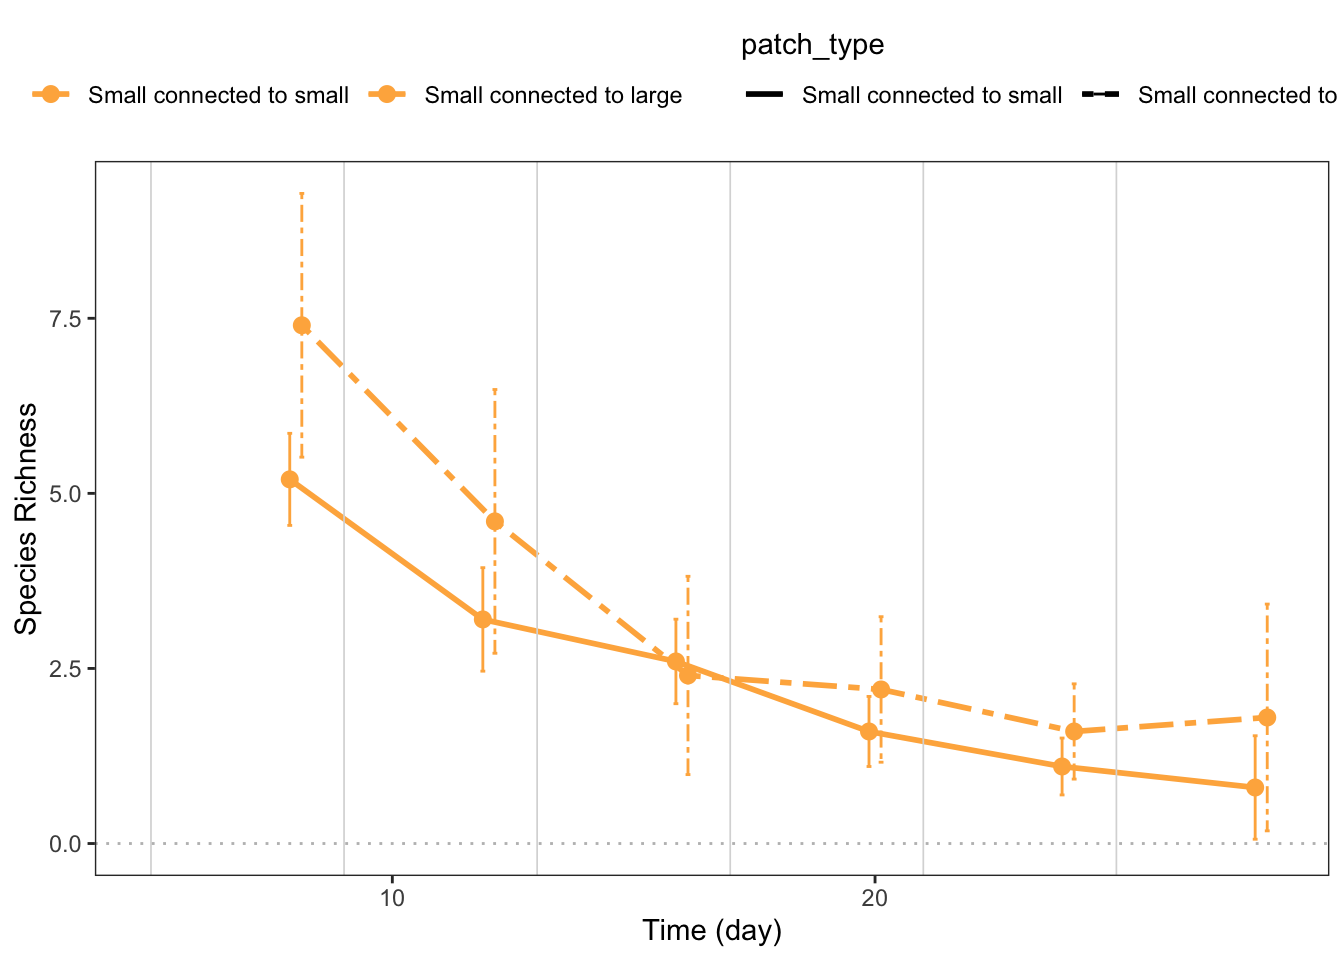 patch_type
Small connected to small Small connected to large Small connected to small Small connected to
7.5
5.0
2.5
0.0
Species Richness
10 20
Time (day)